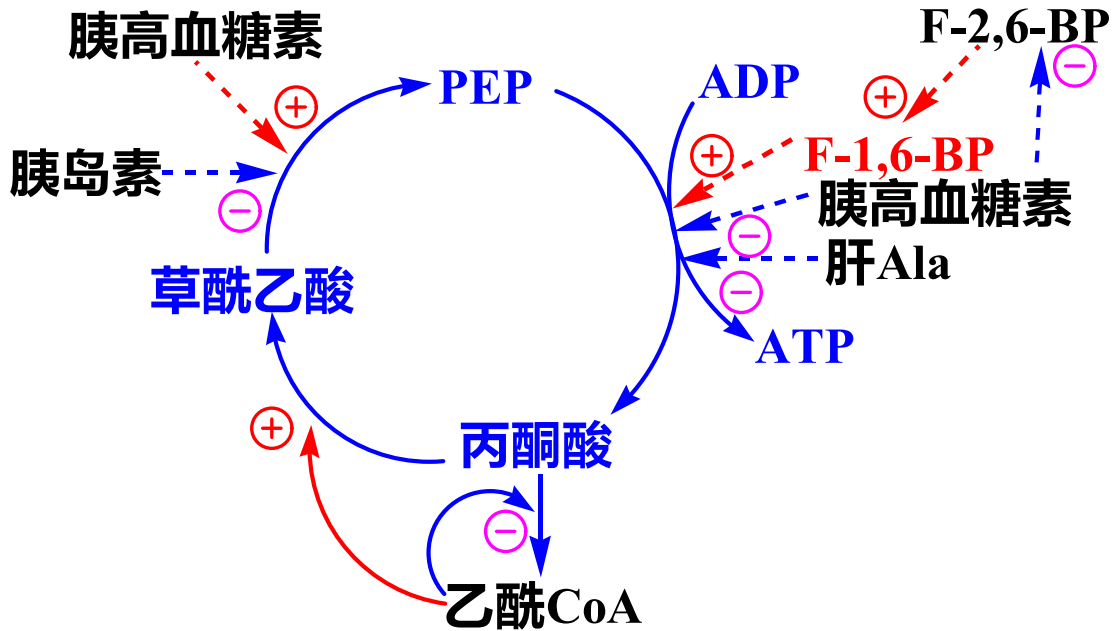 胰高血糖素
F-2,6-BP
PEP
ADP
F-1,6-BP
胰岛素
胰高血糖素
肝Ala
草酰乙酸
ATP
丙酮酸
乙酰CoA